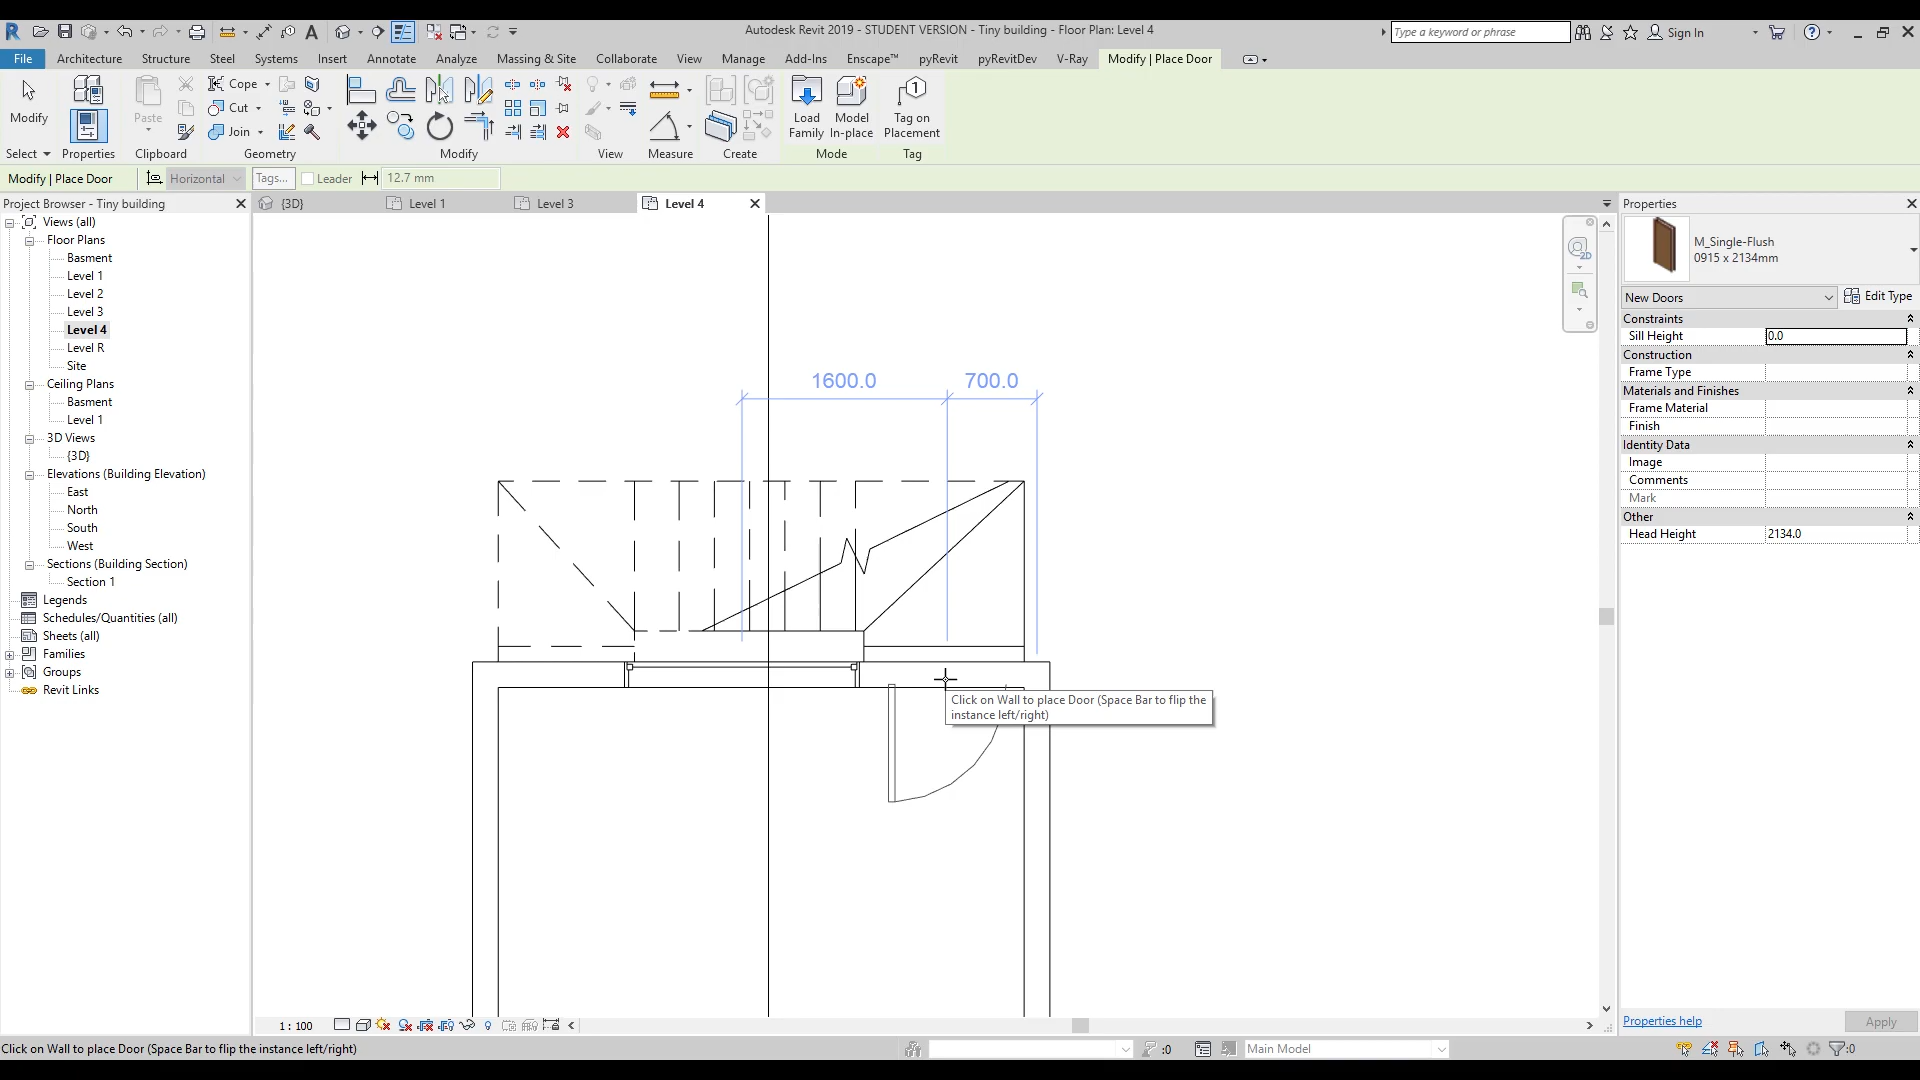 Autodesk Revit 2019 - STUDENT VERSION - Tiny building - Floor Plan: Level 4
Type a keyword or phrase
Sign In
File
Architecture
Structure
Steel
Systems
Insert
Annotate
Analyze
Massing & Site
Collaborate
View
Manage
Add-Ins
Enscape™
pyRevit
pyRevitDev
V-Ray
Modify | Place Door
Modify
Paste
Cope
Cut
Join
Load Family
Model In-place
1
Tag on Placement
Select
Properties
Clipboard
Geometry
Modify
View
Measure
Create
Mode
Tag
Modify | Place Door
Horizontal
Tags...
Leader
12.7 mm
Project Browser - Tiny building
{3D}
Level 1
Level 3
Level 4
Properties
Views (all)
Floor Plans
Basment
Level 1
Level 2
Level 3
Level 4
Level R
Site
Ceiling Plans
Basment
Level 1
3D Views
{3D}
Elevations (Building Elevation)
East
North
South
West
Sections (Building Section)
Section 1
Legends
Schedules/Quantities (all)
Sheets (all)
Families
Groups
Revit Links
2D
1600.0
700.0
Click on Wall to place Door (Space Bar to flip the
instance left/right)
M_Single-Flush
0915 x 2134mm
New Doors
Edit Type
Constraints
Sill Height
0.0
Construction
Frame Type
Materials and Finishes
Frame Material
Finish
Identity Data
Image
Comments
Mark
Other
Head Height
2134.0
Properties help
Apply
1 : 100
Click on Wall to place Door (Space Bar to flip the instance left/right)
:0
Main Model
:0